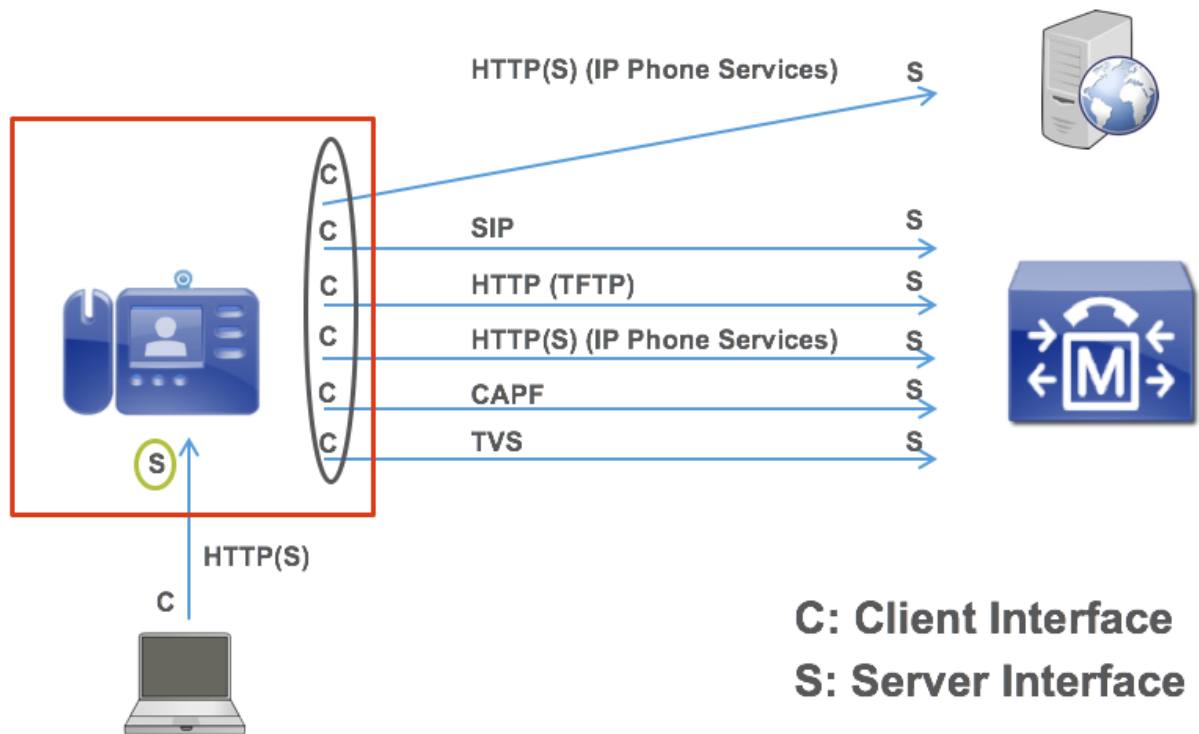 HTTP(S) (IP Phone Services) S
C
C SIP S
C HTTP (TFTP) S
C HTTP(S) (IP Phone Services) S
C CAPF S
C TVS S
M
S
HTTP(S)
C
C: Client Interface
S: Server Interface